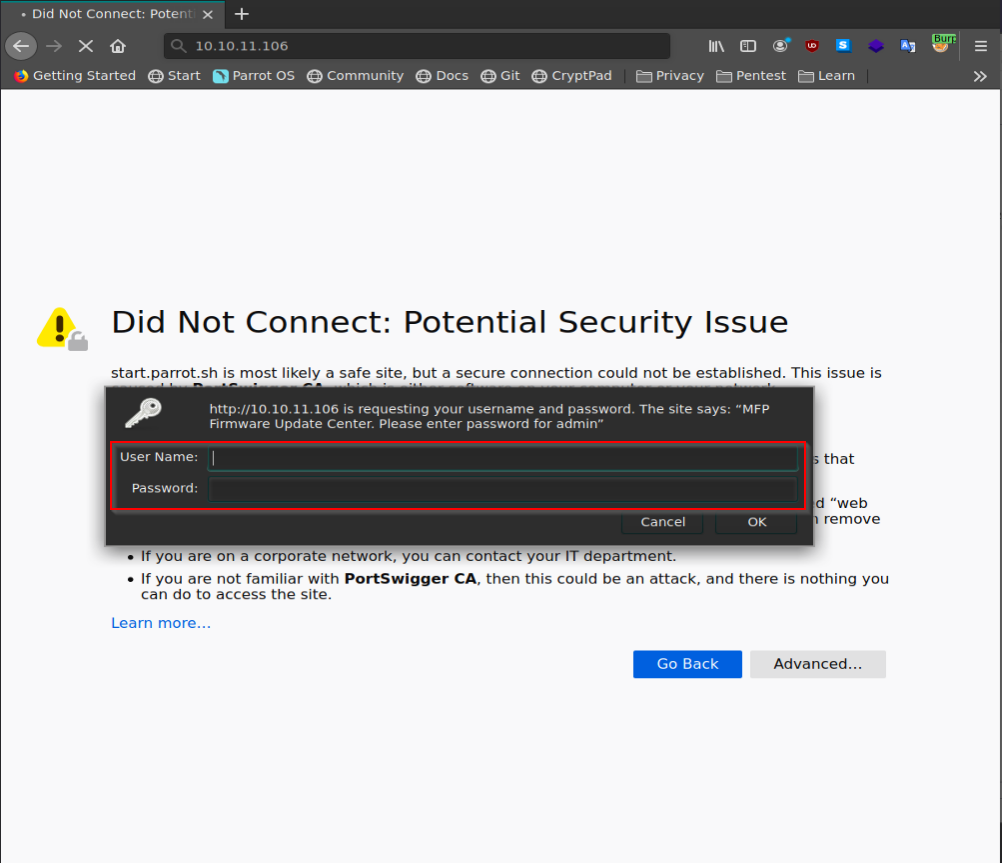 Did Not Connect: Potenti
10.10.11.106
Burp
Getting Started Start Parrot OS Community Docs Git CryptPad Privacy Pentest Learn
Did Not Connect: Potential Security Issue
start.parrot.sh is most likely a safe site, but a secure connection could not be established. This issue is
http://10.10.11.106 is requesting your username and password. The site says: “MFP
Firmware Update Center. Please enter password for admin”
User Name:
s that
Password:
“web
remove
Cancel OK
• If you are on a corporate network, you can contact your IT department.
• If you are not familiar with PortSwigger CA, then this could be an attack, and there is nothing you
can do to access the site.
Learn more…
Go Back Advanced…